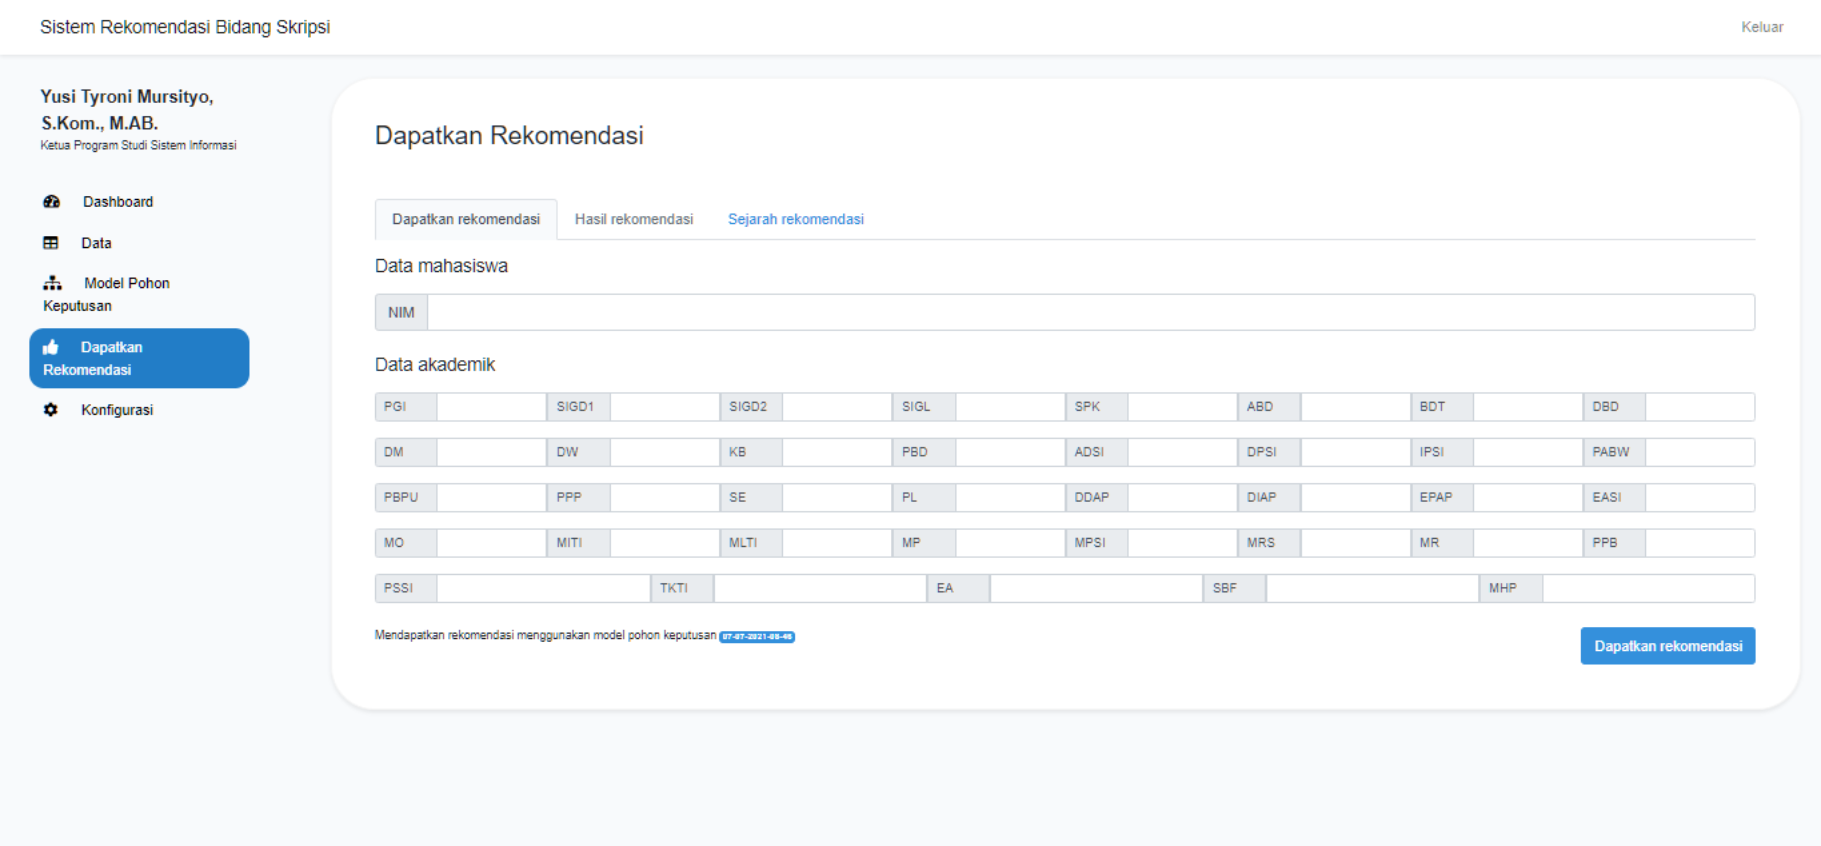 Sistem Rekomendasi Bidang Skripsi
Keluar
Yusi Tyroni Mursityo,
S.Kom., M.AB.
Ketua Program Studi Sistem Informasi
Dashboard
Data
Model Pohon
Keputusan
Dapatkan
Rekomendasi
Konfigurasi
Dapatkan Rekomendasi
Dapatkan rekomendasi Hasil rekomendasi Sejarah rekomendasi
Data mahasiswa
NIM
Data akademik
PGI SIGD1 SIGD2 SIGL SPK ABD BDT DBD
DM DW KB PBD ADSI DPSI IPSI PABW
PBPU PPP SE PL DDAP DIAP EPAP EASI
MO MITI MLTI MP MPSI MRS MR PPB
PSSI TKTI EA SBF MHP
Mendapatkan rekomendasi menggunakan model pohon keputusan
Dapatkan rekomendasi